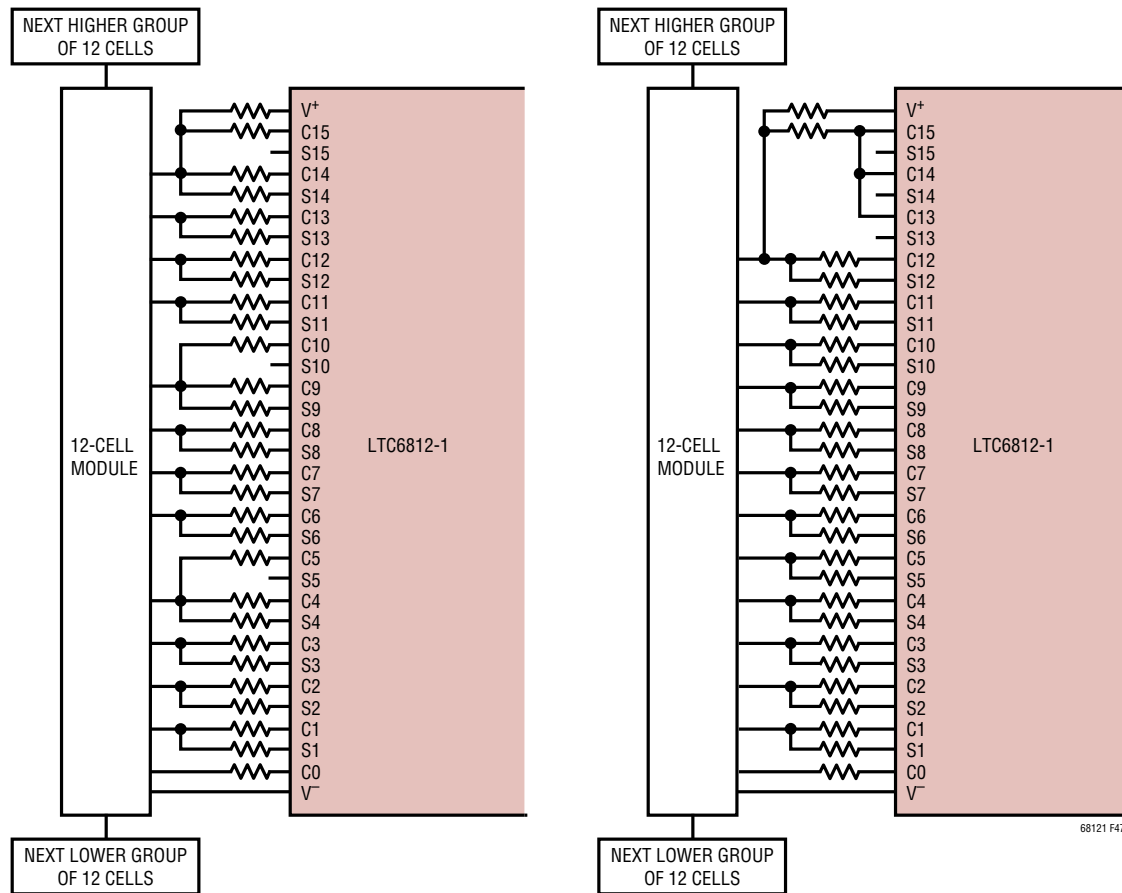 NEXT HIGHER GROUP
OF 12 CELLS
V+
C15
S15
C14
S14
C13
S13
C12
S12
C11
S11
C10
S10
C9
S9
C8
S8
C7
S7
C6
S6
C5
S5
C4
S4
C3
S3
C2
S2
C1
S1
C0
V–
12-CELL
MODULE
LTC6812-1
NEXT LOWER GROUP
OF 12 CELLS
NEXT HIGHER GROUP
OF 12 CELLS
V+
C15
S15
C14
S14
C13
S13
C12
S12
C11
S11
C10
S10
C9
S9
C8
S8
C7
S7
C6
S6
C5
S5
C4
S4
C3
S3
C2
S2
C1
S1
C0
V–
12-CELL
MODULE
LTC6812-1
NEXT LOWER GROUP
OF 12 CELLS
68121 F47